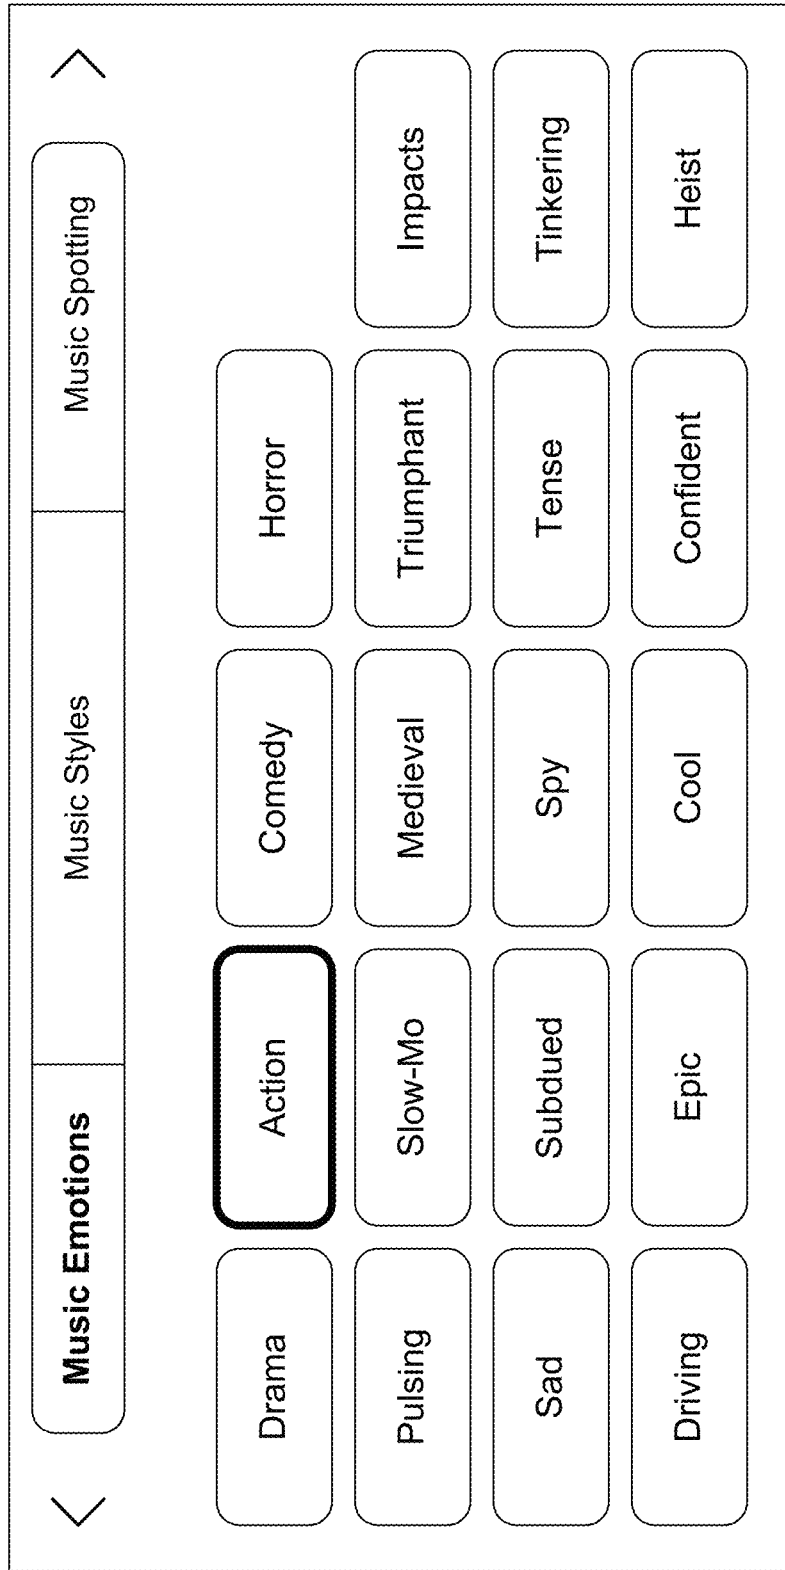 Music Emotions Music Styles Music Spotting
Drama Action Comedy Horror
Pulsing Slow-Mo Medieval Triumphant Impacts
Sad Subdued Spy Tense Tinkering
Driving Epic Cool Confident Heist